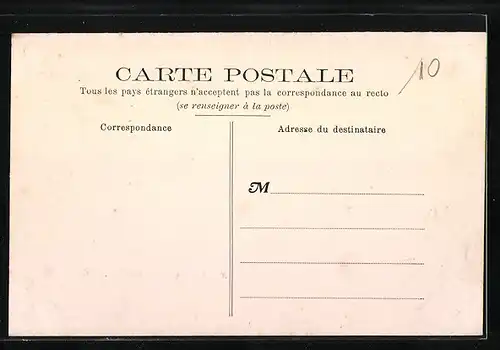 CARTE POSTALE
10
Tous les pays étrangers n'acceptent pas la correspondance au recto
(se renseigner à la poste)
Correspondance
Adresse du destinataire
M